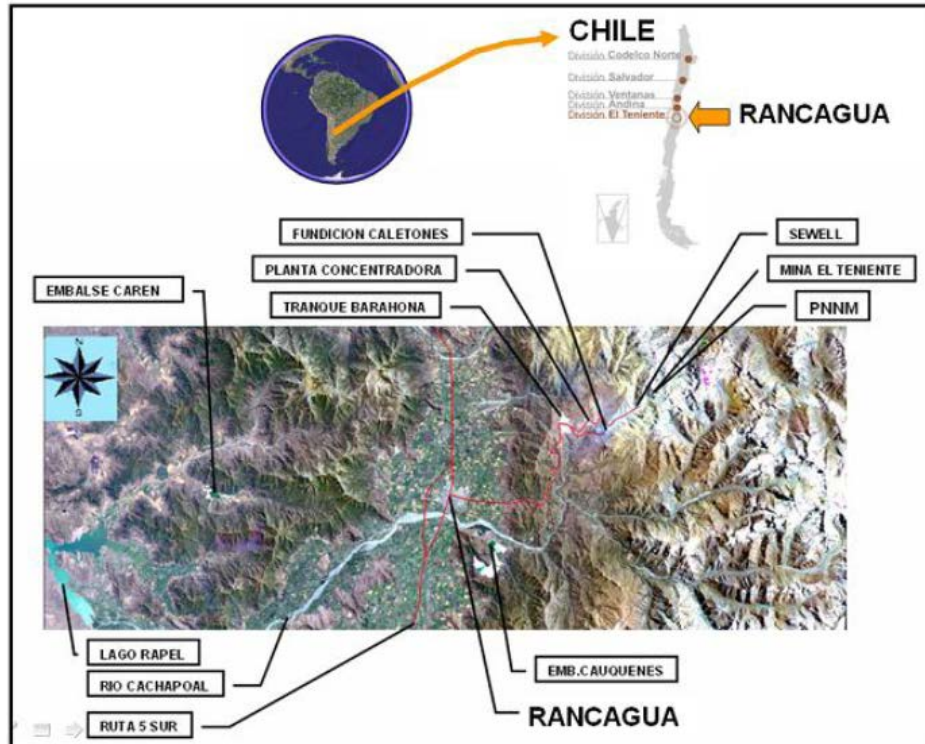 CHILE
División Codelco Norte
División Salvador
División Ventanas
División Andina
División El Teniente
RANCAGUA
FUNDICION CALETONES
SEWELL
PLANTA CONCENTRADORA
MINA EL TENIENTE
EMBALSE CAREN
TRANQUE BARAHONA
PNNM
N
S
LAGO RAPEL
EMB.CAUQUENES
RIO CACHAPOAL
RANCAGUA
RUTA 5 SUR